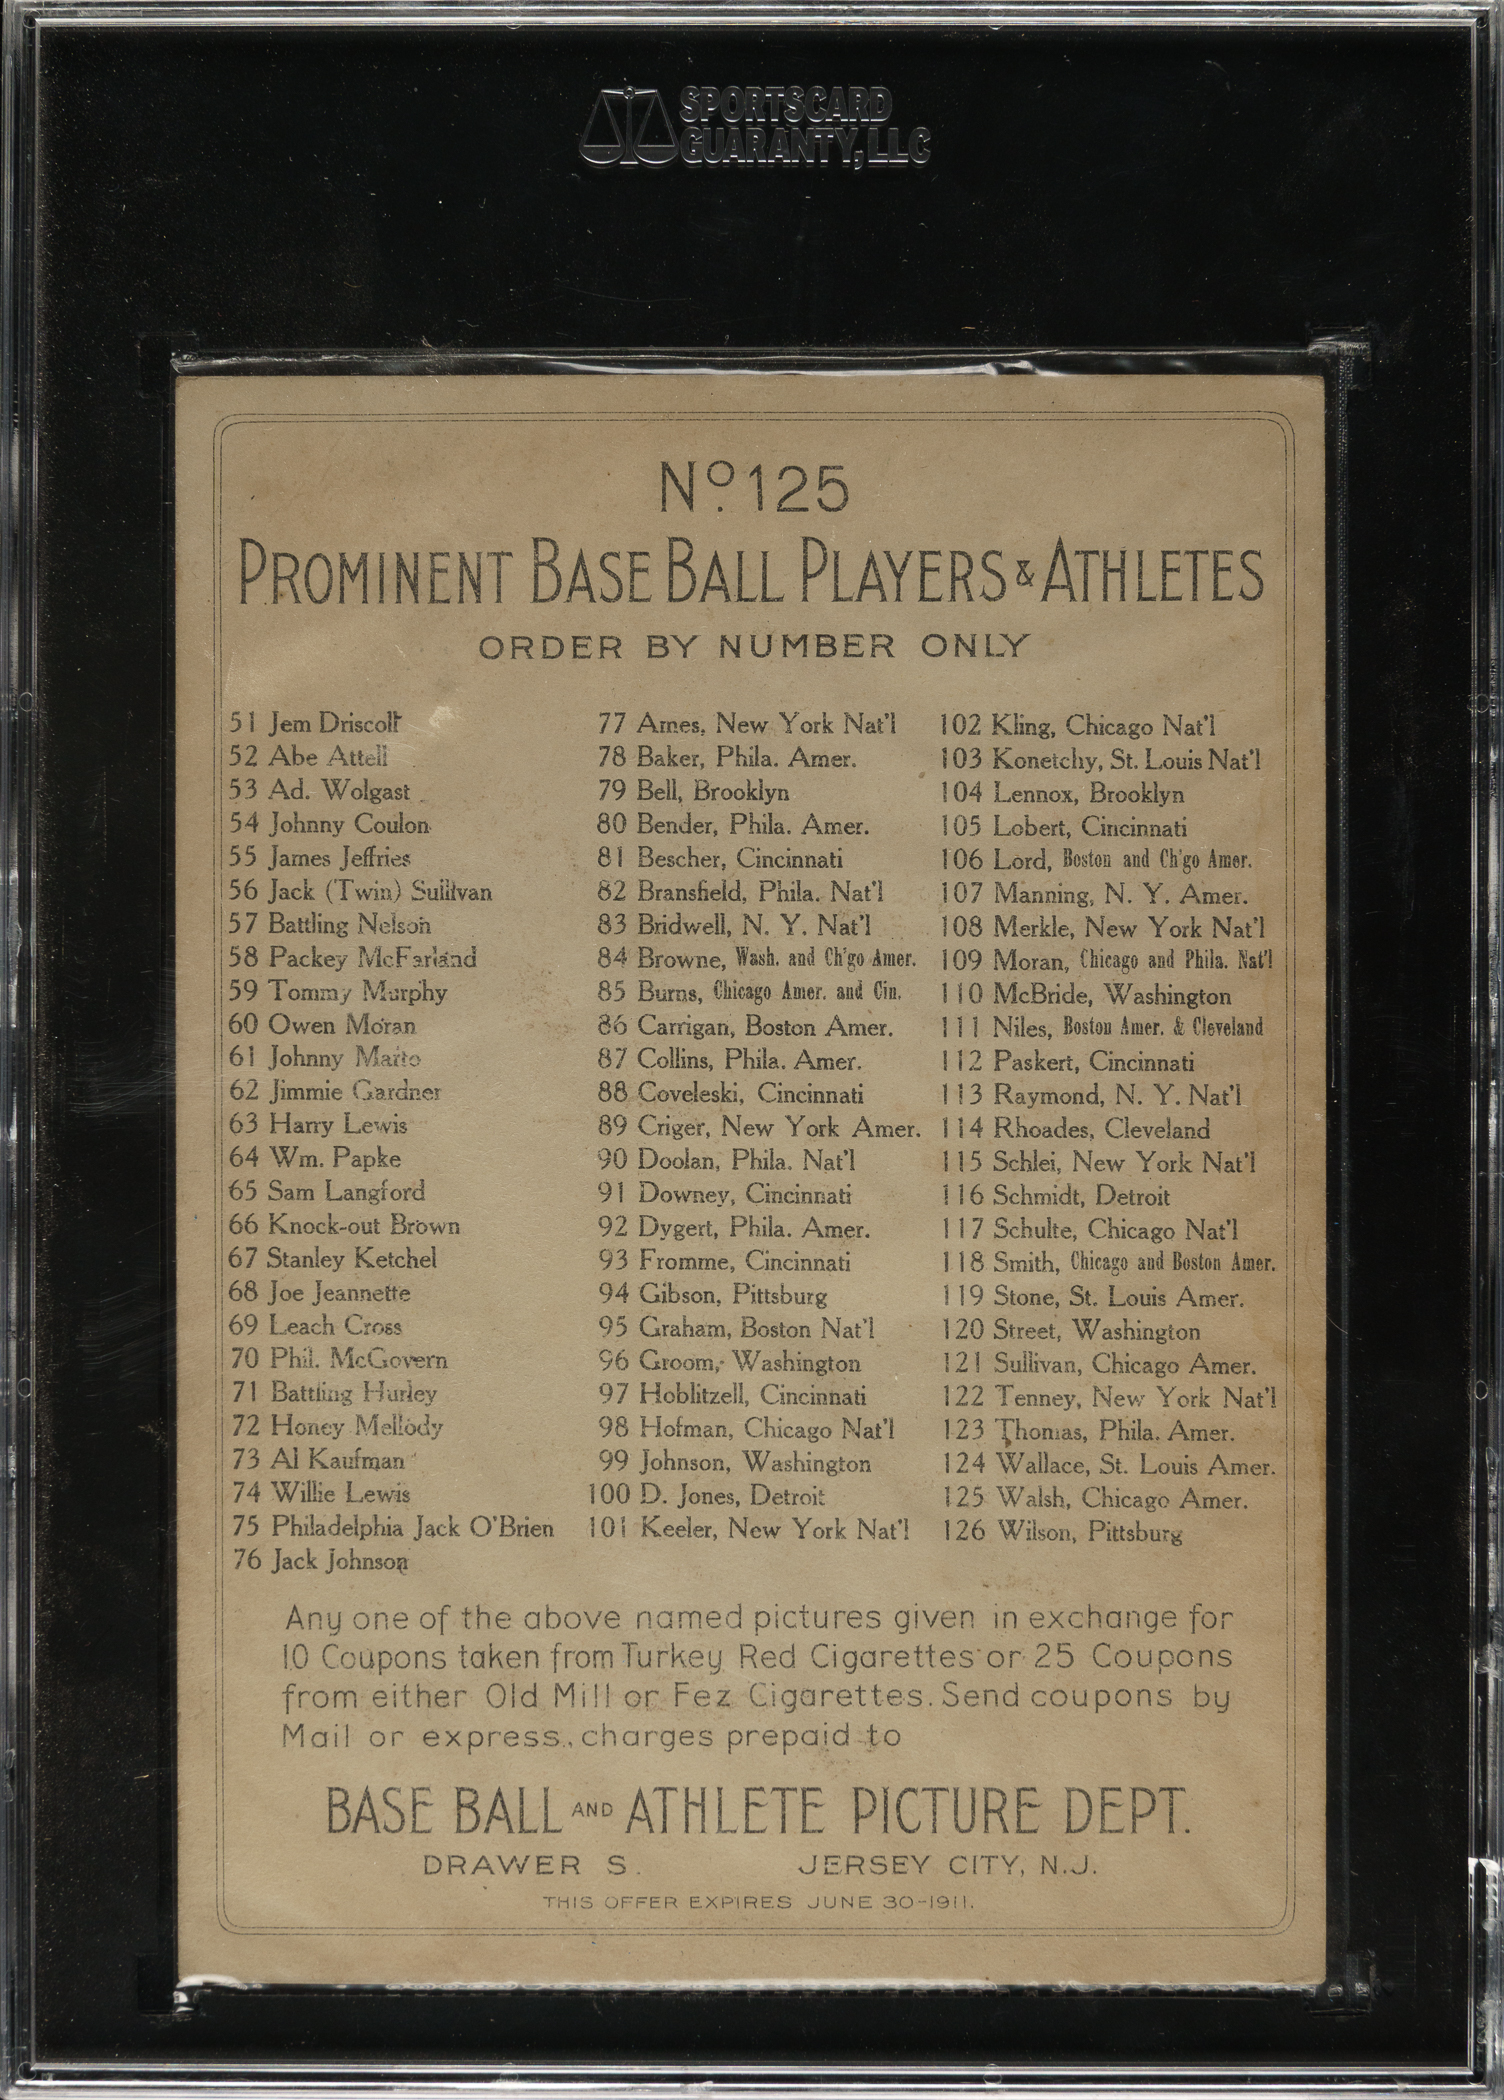 SPORTSCARD
GUARANTY, LLC
No. 125
PROMINENT BASE BALL PLAYERS & ATHLETES
ORDER BY NUMBER ONLY
51 Jem Driscoll
52 Abe Attell
53 Ad. Wolgast
54 Johnny Coulon
55 James Jeffries
56 Jack (Twin) Sullivan
57 Battling Nelson
58 Packey McFarland
59 Tommy Murphy
60 Owen Moran
61 Johnny Marto
62 Jimmie Gardner
63 Harry Lewis
64 Wm. Papke
65 Sam Langford
66 Knock-out Brown
67 Stanley Ketchel
68 Joe Jeannette
69 Leach Cross
70 Phil. McGovern
71 Battling Hurley
72 Honey Mellody
73 Al Kaufman
74 Willie Lewis
75 Philadelphia Jack O'Brien
76 Jack Johnson
77 Ames, New York Nat'l
78 Baker, Phila. Amer.
79 Bell, Brooklyn
80 Bender, Phila. Amer.
81 Bescher, Cincinnati
82 Bransfield, Phila. Nat'l
83 Bridwell, N. Y. Nat'l
84 Browne, Wash. and Ch'go Amer.
85 Burns, Chicago Amer. and Cin.
86 Carrigan, Boston Amer.
87 Collins, Phila. Amer.
88 Coveleski, Cincinnati
89 Criger, New York Amer.
90 Doolan, Phila. Nat'l
91 Downey, Cincinnati
92 Dygert, Phila. Amer.
93 Fromme, Cincinnati
94 Gibson, Pittsburg
95 Graham, Boston Nat'l
96 Groom, Washington
97 Hoblitzell, Cincinnati
98 Hofman, Chicago Nat'l
99 Johnson, Washington
100 D. Jones, Detroit
101 Keeler, New York Nat'l
102 Kling, Chicago Nat'l
103 Konetchy, St. Louis Nat'l
104 Lennox, Brooklyn
105 Lobert, Cincinnati
106 Lord, Boston and Ch'go Amer.
107 Manning, N. Y. Amer.
108 Merkle, New York Nat'l
109 Moran, Chicago and Phila. Nat'l
110 McBride, Washington
111 Niles, Boston Amer. & Cleveland
112 Paskert, Cincinnati
113 Raymond, N. Y. Nat'l
114 Rhoades, Cleveland
115 Schlei, New York Nat'l
116 Schmidt, Detroit
117 Schulte, Chicago Nat'l
118 Smith, Chicago and Boston Amer.
119 Stone, St. Louis Amer.
120 Street, Washington
121 Sullivan, Chicago Amer.
122 Tenney, New York Nat'l
123 Thomas, Phila. Amer.
124 Wallace, St. Louis Amer.
125 Walsh, Chicago Amer.
126 Wilson, Pittsburg
Any one of the above named pictures given in exchange for
10 Coupons taken from Turkey Red Cigarettes or 25 Coupons
from either Old Mill or Fez Cigarettes. Send coupons by
Mail or express, charges prepaid to
BASE BALL AND ATHLETE PICTURE DEPT.
DRAWER S. JERSEY CITY, N.J.
THIS OFFER EXPIRES JUNE 30-1911.